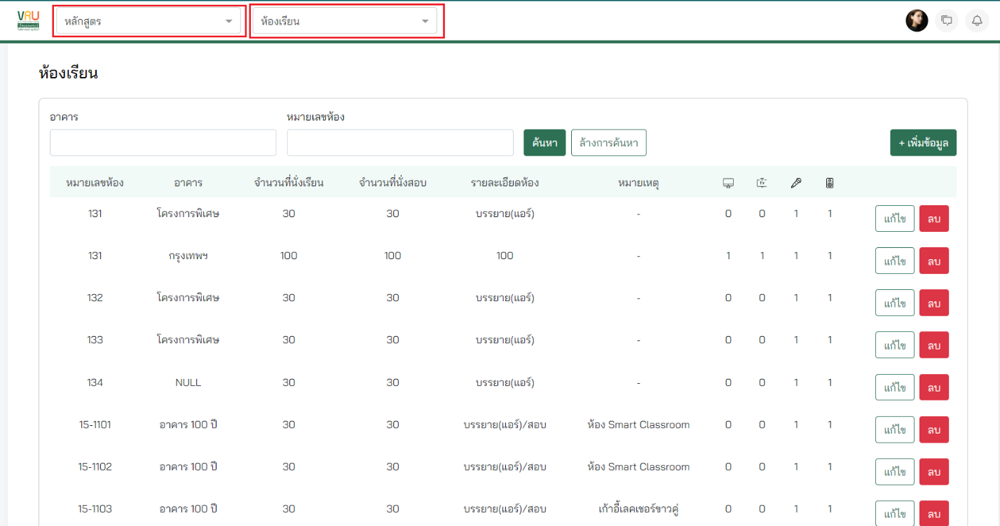 VRU
หลักสูตร
ห้องเรียน
ห้องเรียน
อาคาร หมายเลขห้อง
ค้นหา ล้างการค้นหา + เพิ่มข้อมูล
หมายเลขห้อง อาคาร จำนวนที่นั่งเรียน จำนวนที่นั่งสอบ รายละเอียดห้อง หมายเหตุ TV
131 โครงการพิเศษ 30 30 บรรยาย(แอร์) - 0 0 1 1 แก้ไข ลบ
131 กรุงเทพฯ 100 100 100 - 1 1 1 1 แก้ไข ลบ
132 โครงการพิเศษ 30 30 บรรยาย(แอร์) - 0 0 1 1 แก้ไข ลบ
133 โครงการพิเศษ 30 30 บรรยาย(แอร์) - 0 0 1 1 แก้ไข ลบ
134 NULL 30 30 บรรยาย(แอร์) - 0 0 1 1 แก้ไข ลบ
15-1101 อาคาร 100 ปี 30 30 บรรยาย(แอร์)/สอบ ห้อง Smart Classroom 0 0 1 1 แก้ไข ลบ
15-1102 อาคาร 100 ปี 30 30 บรรยาย(แอร์)/สอบ ห้อง Smart Classroom 0 0 1 1 แก้ไข ลบ
15-1103 อาคาร 100 ปี 30 30 บรรยาย(แอร์)/สอบ เก้าอี้เลคเชอร์ขาวคู่ 0 0 1 1 แก้ไข ลบ